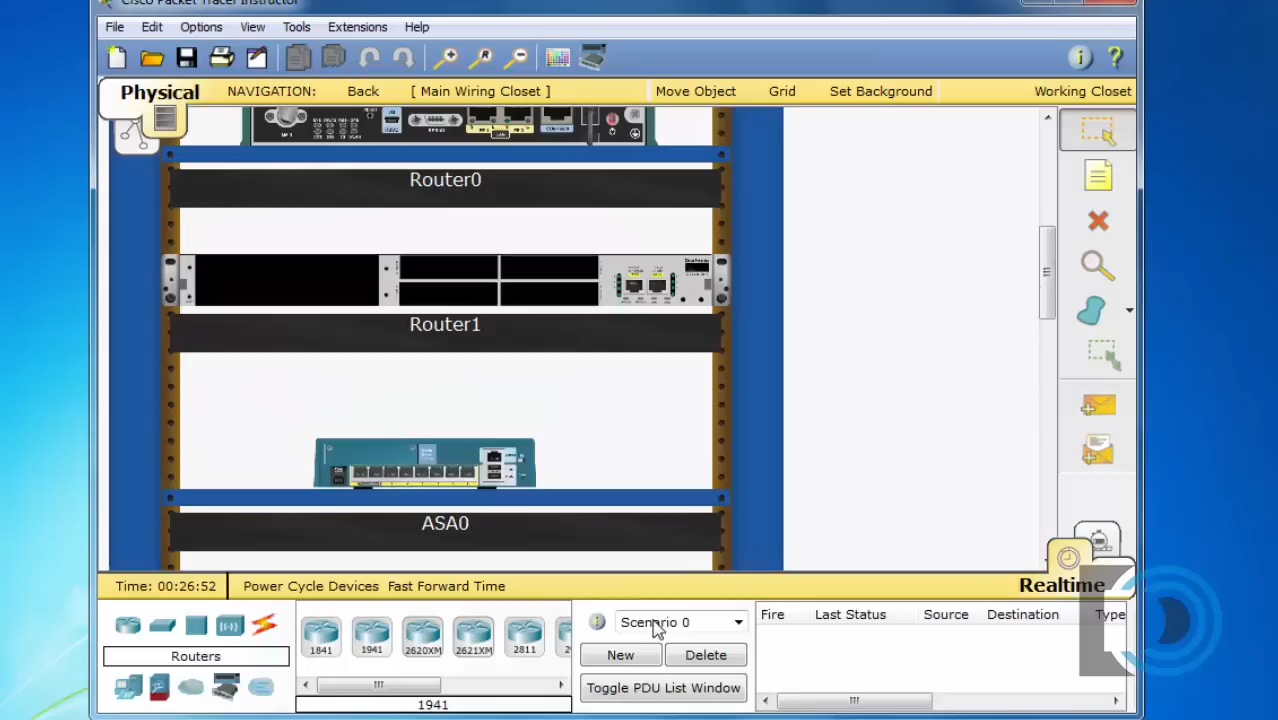 Cisco Packet Tracer Instructor
File Edit Options View Tools Extensions Help
Physical NAVIGATION: Back [ Main Wiring Closet ] Move Object Grid Set Background Working Closet
Router0
Router1
ASA0
Time: 00:26:52 Power Cycle Devices Fast Forward Time Realtime
Routers
1841 1941 2620XM 2621XM 2811
1941
Scenario 0
New Delete
Toggle PDU List Window
Fire Last Status Source Destination Type